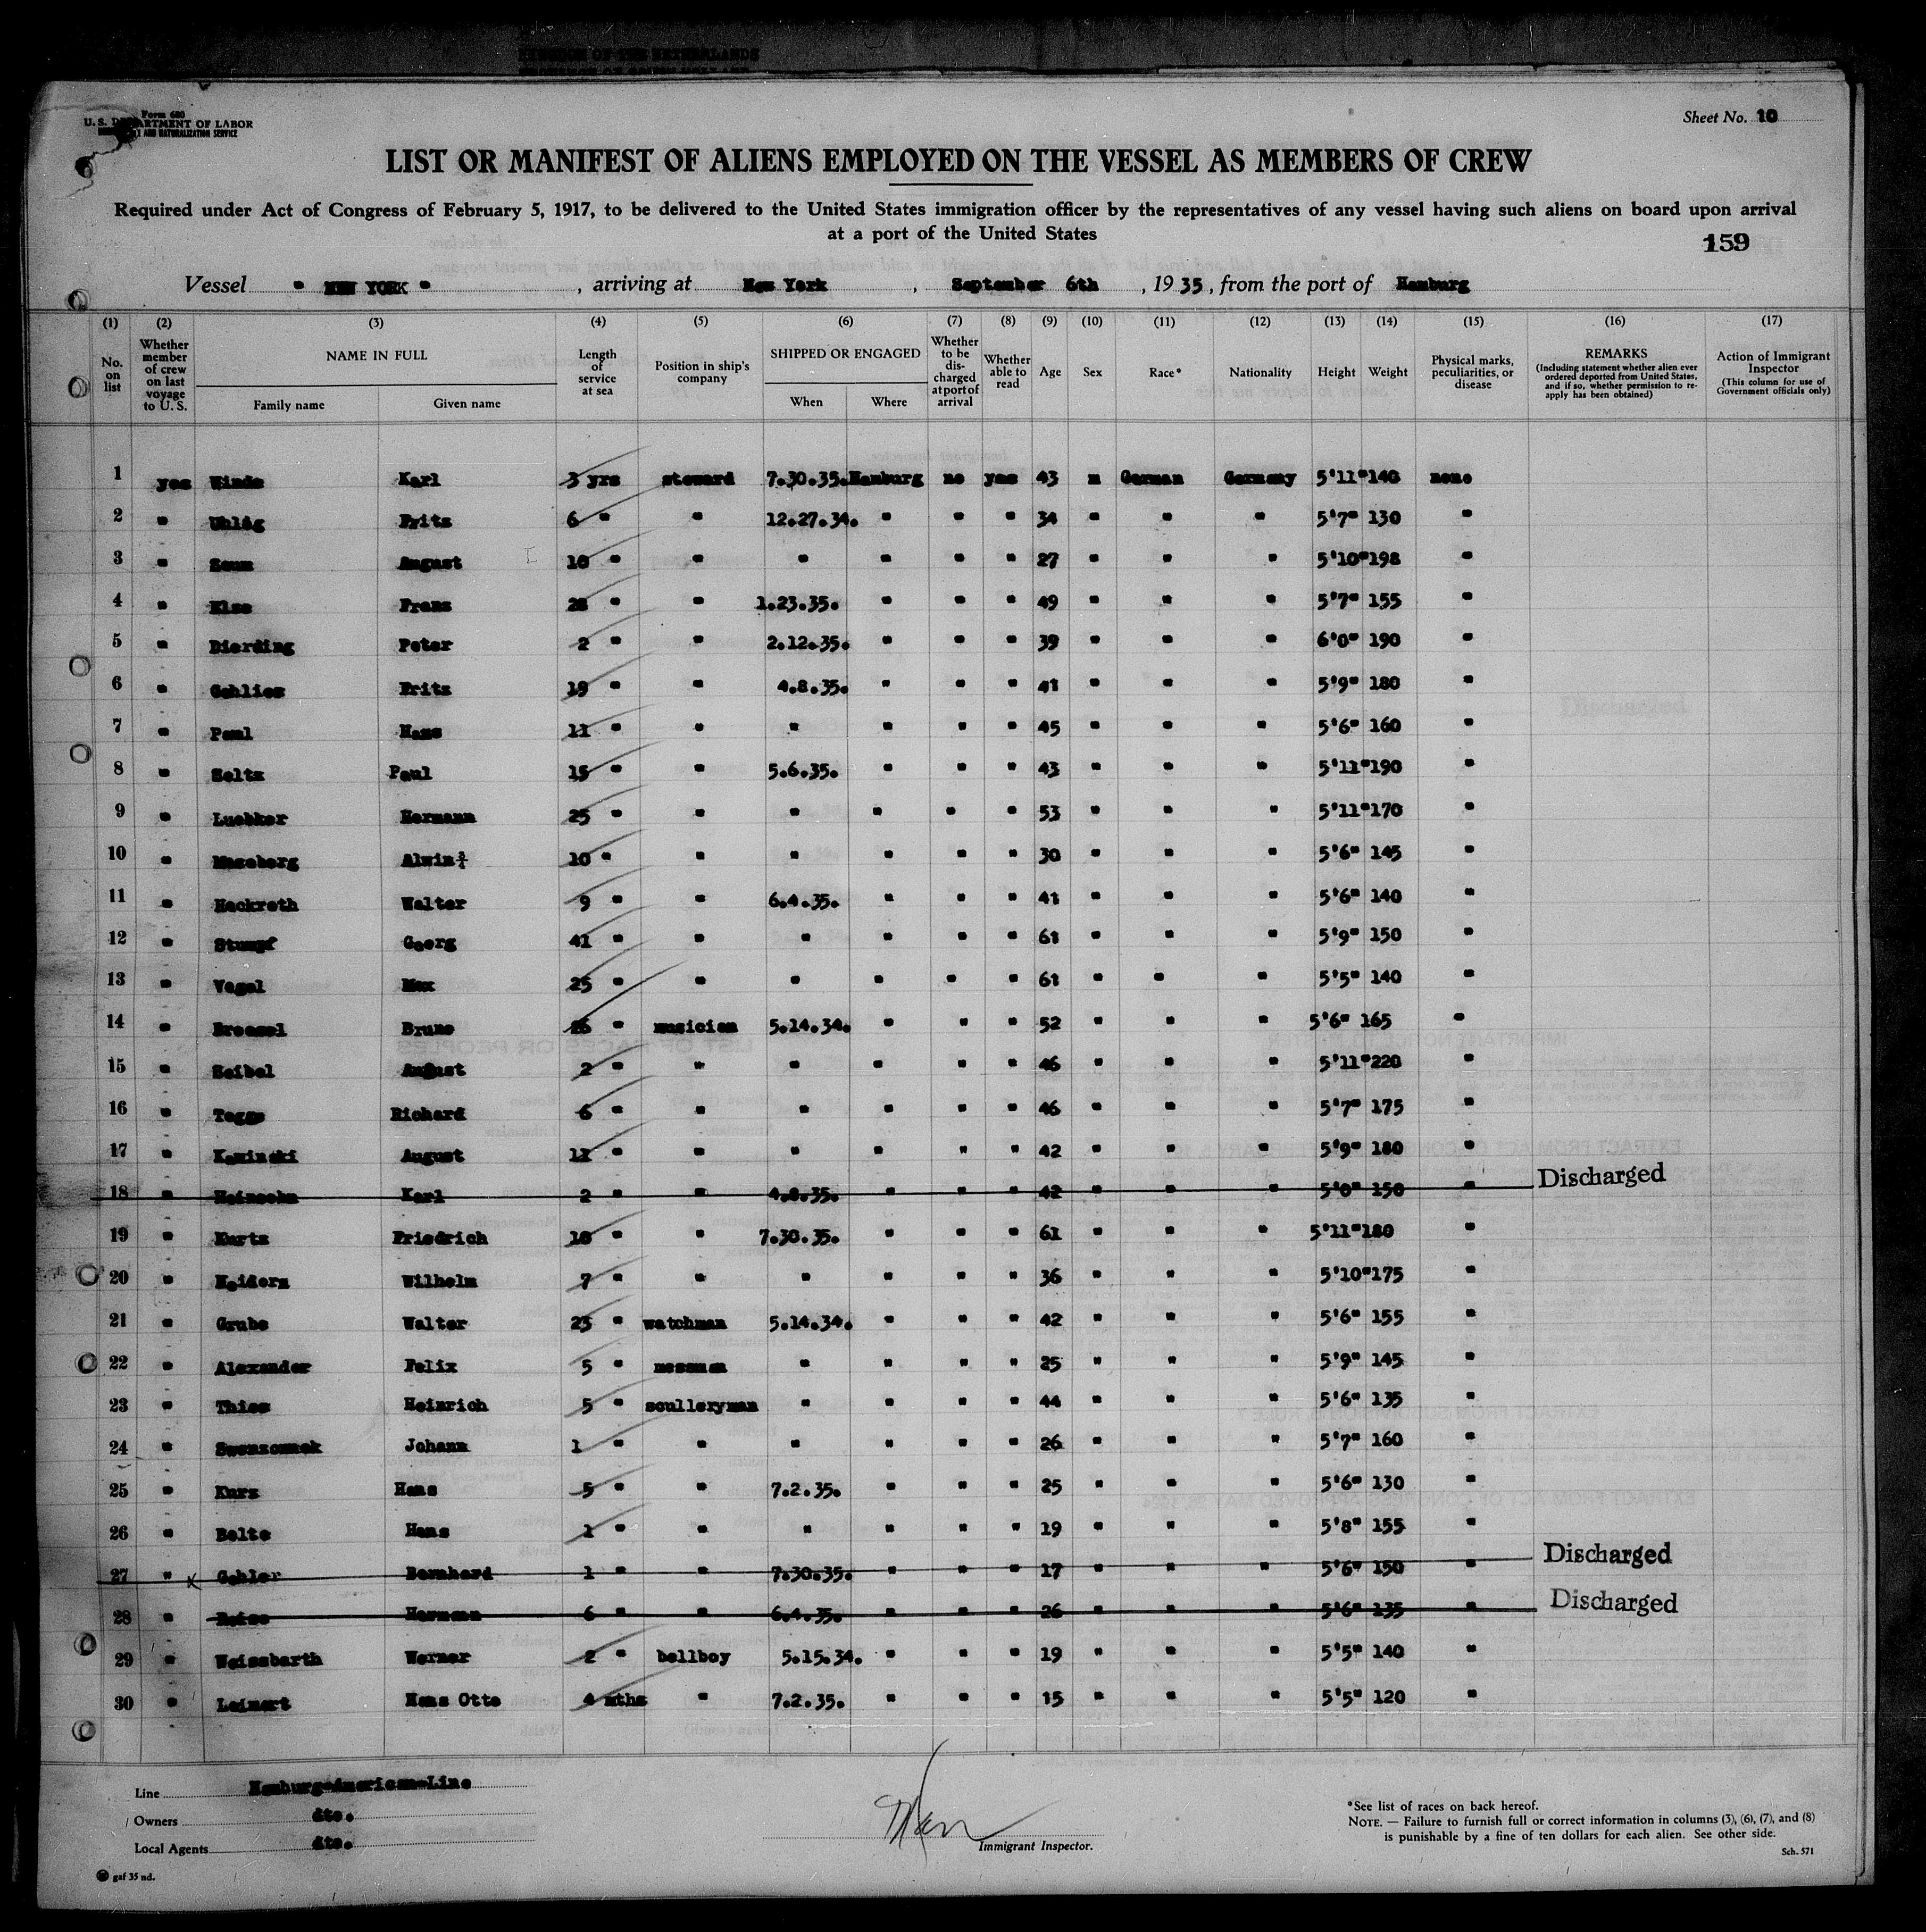 KINGDOM OF THE NETHERLANDS
Form 680
U. S. DEPARTMENT OF LABOR
AND NATURALIZATION SERVICE
Sheet No. 10
LIST OR MANIFEST OF ALIENS EMPLOYED ON THE VESSEL AS MEMBERS OF CREW
Required under Act of Congress of February 5, 1917, to be delivered to the United States immigration officer by the representatives of any vessel having such aliens on board upon arrival
at a port of the United States
159
Vessel " NEW YORK " , arriving at New York , September 6th , 1935 , from the port of Hamburg
(1) (2) (3) (4) (5) (6) (7) (8) (9) (10) (11) (12) (13) (14) (15) (16) (17)
No. on list
Whether member of crew on last voyage to U. S.
NAME IN FULL
Family name Given name
Length of service at sea
Position in ship's company
SHIPPED OR ENGAGED
When Where
Whether to be discharged at port of arrival
Whether able to read
Age
Sex
Race*
Nationality
Height
Weight
Physical marks, peculiarities, or disease
REMARKS
(Including statement whether alien ever ordered deported from United States, and if so, whether permission to re-apply has been obtained)
Action of Immigrant Inspector
(This column for use of Government officials only)
1 yes Winde Karl 3 yrs steward 7.30.35. Hamburg no yes 43 m German Germany 5'11" 140 none
2 " Uhlig Fritz 6 " " 12.27.34. " " " 34 " " " 5'7" 130 "
3 " August 10 " " " " " " 27 " " " 5'10" 198 "
4 " Franz 28 " " 1.23.35. " " " 49 " " " 5'7" 155 "
5 " Dierding Peter 2 " " 2.12.35. " " " 39 " " " 6'0" 190 "
6 " Gohlies Fritz 19 " " 4.8.35. " " " 41 " " " 5'9" 180 "
7 " Paul Hans 11 " " " " " " 45 " " " 5'6" 160 "
8 " Seltz Paul 15 " " 5.6.35. " " " 43 " " " 5'11" 190 "
9 " Luebker Hermann 25 " " " " " " 53 " " " 5'11" 170 "
10 " Maseberg Alwin 10 " " " " " " 30 " " " 5'6" 145 "
11 " Hackreth Walter 9 " " 6.4.35. " " " 41 " " " 5'6" 140 "
12 " Stumpf Georg 41 " " " " " " 61 " " " 5'9" 150 "
13 " Vogel Max 25 " " " " " " 61 " " " 5'5" 140 "
14 " Bruno 26 " musician 5.14.34. " " " 52 " " " 5'6" 165 "
15 " Seibel August 2 " " " " " " 46 " " " 5'11" 220 "
16 " Richard 6 " " " " " " 46 " " " 5'7" 175 "
17 " Kaminski August 11 " " " " " " 42 " " " 5'9" 180 "
18 " Heinsohn Karl 2 " " 4.8.35. " " " 42 " " " 5'0" 150 " Discharged
19 " Kurtz Friedrich 10 " " 7.30.35. " " " 61 " " " 5'11" 180 "
20 " Heidorn Wilhelm 7 " " " " " " 36 " " " 5'10" 175 "
21 " Grube Walter 23 " watchman 5.14.34. " " " 42 " " " 5'6" 155 "
22 " Alexander Felix 5 " messman " " " " 25 " " " 5'9" 145 "
23 " Thies Heinrich 5 " sculleryman " " " " 44 " " " 5'6" 135 "
24 " Johann 1 " " " " " " 26 " " " 5'7" 160 "
25 " Kurz Hans 5 " " 7.2.35. " " " 25 " " " 5'6" 130 "
26 " Bolte Hans 1 " " " " " " 19 " " " 5'8" 155 "
27 " Gehler Bernhard 1 " " 7.30.35. " " " 17 " " " 5'6" 150 " Discharged
28 " Hermann 6 " " 6.4.35. " " " 26 " " " 5'6" 135 " Discharged
29 " Weissbarth Werner 2 " bellboy 5.15.34. " " " 19 " " " 5'5" 140 "
30 " Leinert Hans Otto 4 mths " 7.2.35. " " " 15 " " " 5'5" 120 "
Line Hamburg-American-Line
Owners dto.
Local Agents dto.
gaf 35 nd.
Immigrant Inspector.
*See list of races on back hereof.
NOTE. — Failure to furnish full or correct information in columns (3), (6), (7), and (8)
is punishable by a fine of ten dollars for each alien. See other side.
Sch. 571